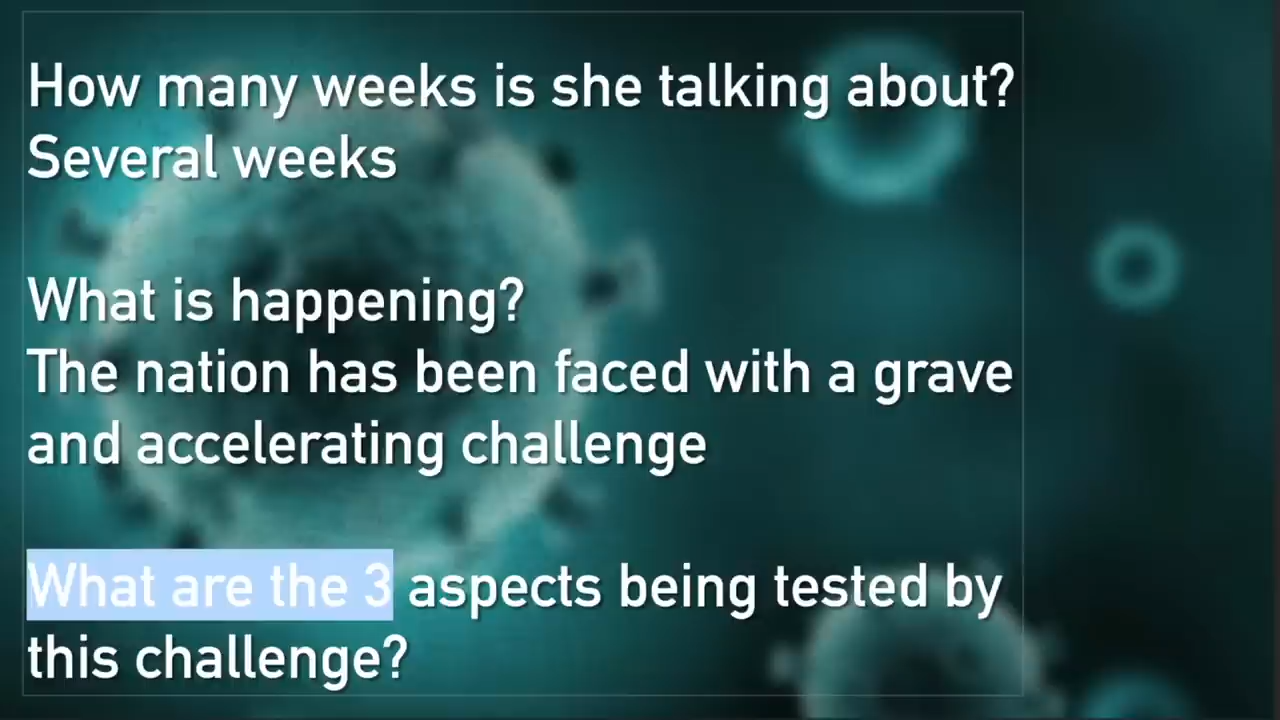 How many weeks is she talking about?
Several weeks
What is happening?
The nation has been faced with a grave
and accelerating challenge
What are the 3 aspects being tested by
this challenge?